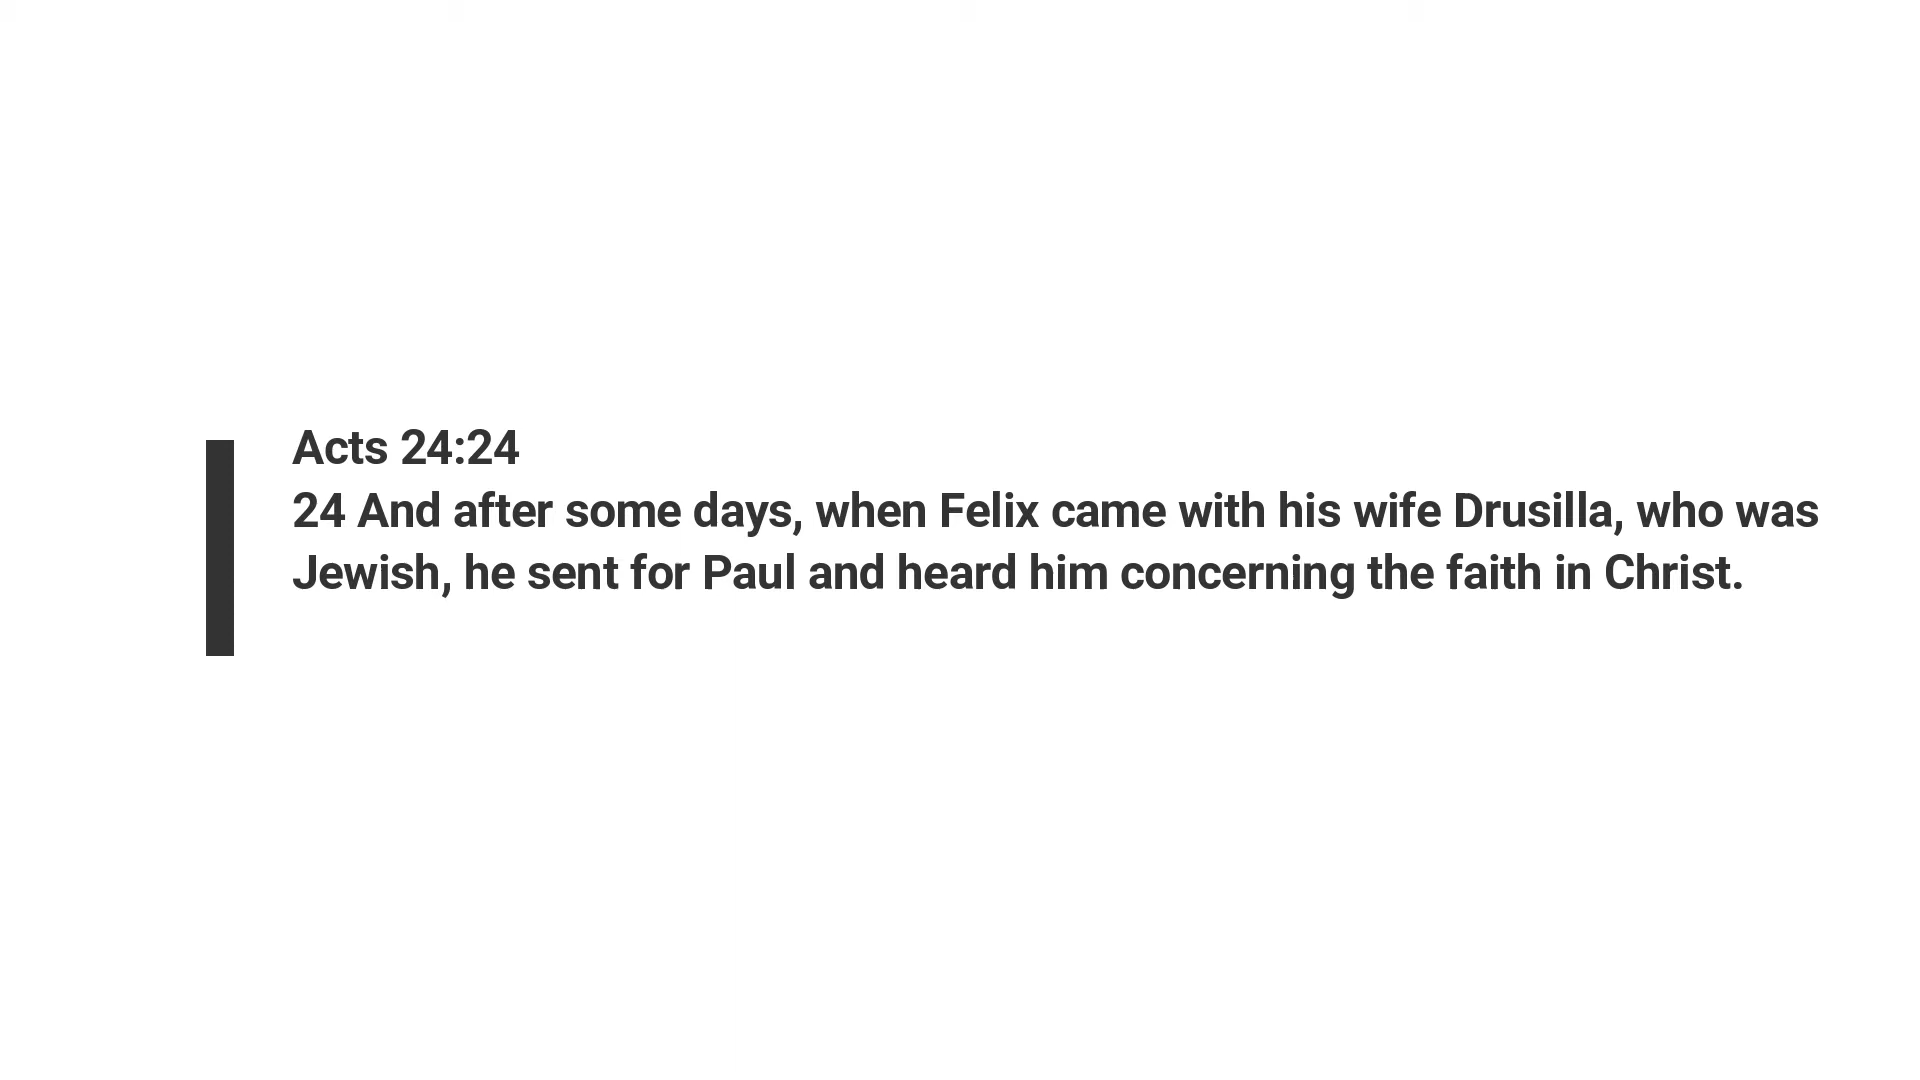 Acts 24:24
24 And after some days, when Felix came with his wife Drusilla, who was
Jewish, he sent for Paul and heard him concerning the faith in Christ.